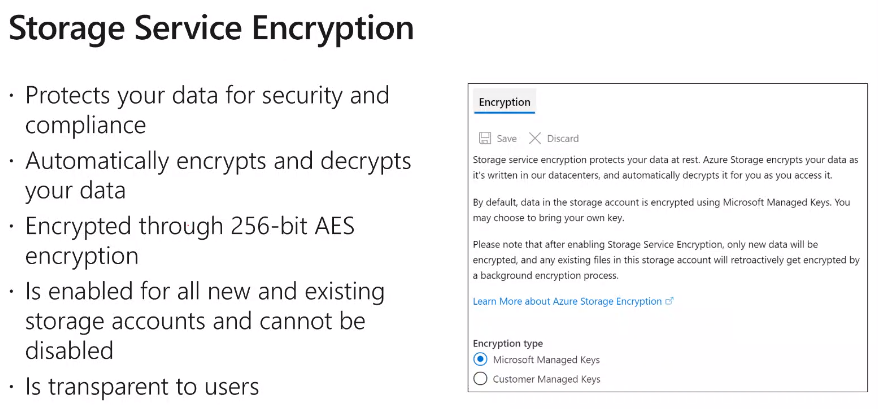 Storage Service Encryption
· Protects your data for security and
compliance
· Automatically encrypts and decrypts
your data
· Encrypted through 256-bit AES
encryption
· Is enabled for all new and existing
storage accounts and cannot be
disabled
· Is transparent to users
Encryption
Save Discard
Storage service encryption protects your data at rest. Azure Storage encrypts your data as
it's written in our datacenters, and automatically decrypts it for you as you access it.
By default, data in the storage account is encrypted using Microsoft Managed Keys. You
may choose to bring your own key.
Please note that after enabling Storage Service Encryption, only new data will be
encrypted, and any existing files in this storage account will retroactively get encrypted by
a background encryption process.
Learn More about Azure Storage Encryption
Encryption type
Microsoft Managed Keys
Customer Managed Keys